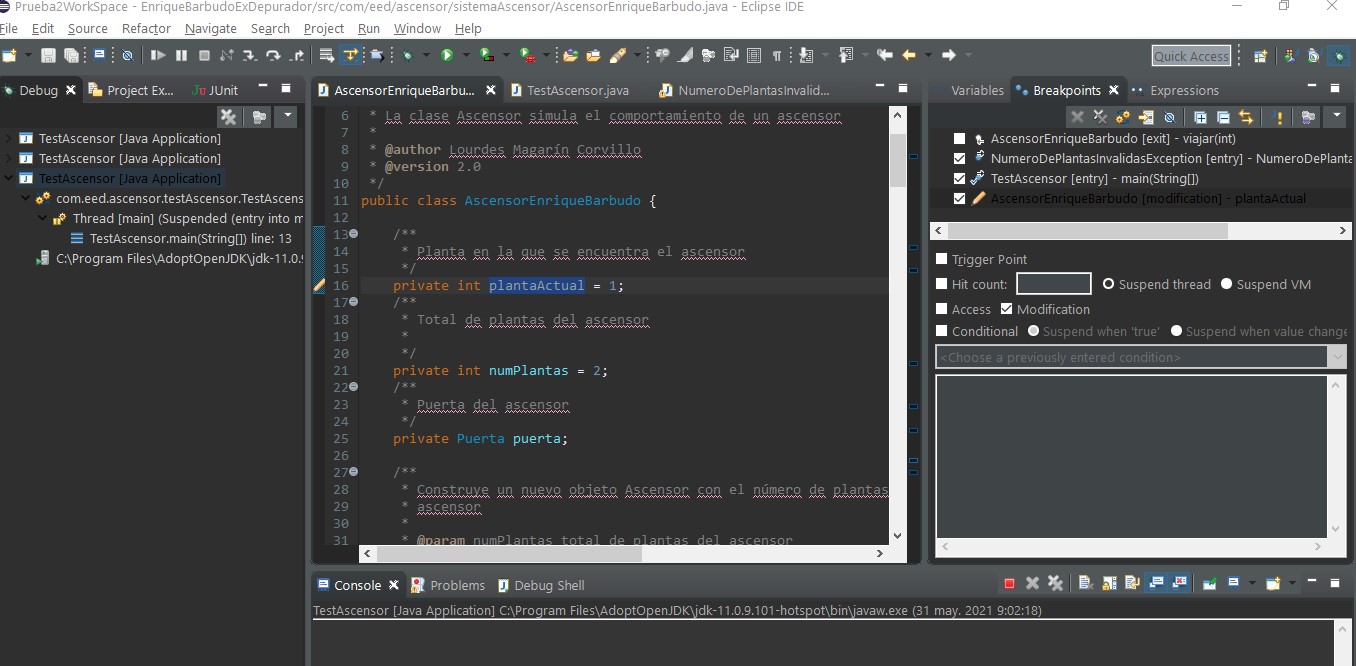 Prueba2WorkSpace - EnriqueBarbudoExDepurador/src/com/eed/ascensor/sistemaAscensor/AscensorEnriqueBarbudo.java - Eclipse IDE
File Edit Source Refactor Navigate Search Project Run Window Help
Quick Access
Debug Project Ex... JUnit
TestAscensor [Java Application]
TestAscensor [Java Application]
TestAscensor [Java Application]
com.eed.ascensor.testAscensor.TestAscens
Thread [main] (Suspended (entry into m
TestAscensor.main(String[]) line: 13
C:\Program Files\AdoptOpenJDK\jdk-11.0.9
AscensorEnriqueBarbu... TestAscensor.java NumeroDePlantasInvalid...
6 * La clase Ascensor simula el comportamiento de un ascensor
7 *
8 * @author Lourdes Magarín Corvillo
9 * @version 2.0
10 */
11 public class AscensorEnriqueBarbudo {
12
13 /**
14 * Planta en la que se encuentra el ascensor
15 */
16 private int plantaActual = 1;
17 /**
18 * Total de plantas del ascensor
19 *
20 */
21 private int numPlantas = 2;
22 /**
23 * Puerta del ascensor
24 */
25 private Puerta puerta;
26
27 /**
28 * Construye un nuevo objeto Ascensor con el número de plantas
29 * ascensor
30 *
31 * @param numPlantas total de plantas del ascensor
Variables Breakpoints Expressions
AscensorEnriqueBarbudo [exit] - viajar(int)
NumeroDePlantasInvalidasException [entry] - NumeroDePlanta
TestAscensor [entry] - main(String[])
AscensorEnriqueBarbudo [modification] - plantaActual
Trigger Point
Hit count: Suspend thread Suspend VM
Access Modification
Conditional Suspend when 'true' Suspend when value change
<Choose a previously entered condition>
Console Problems Debug Shell
TestAscensor [Java Application] C:\Program Files\AdoptOpenJDK\jdk-11.0.9.101-hotspot\bin\javaw.exe (31 may. 2021 9:02:18)